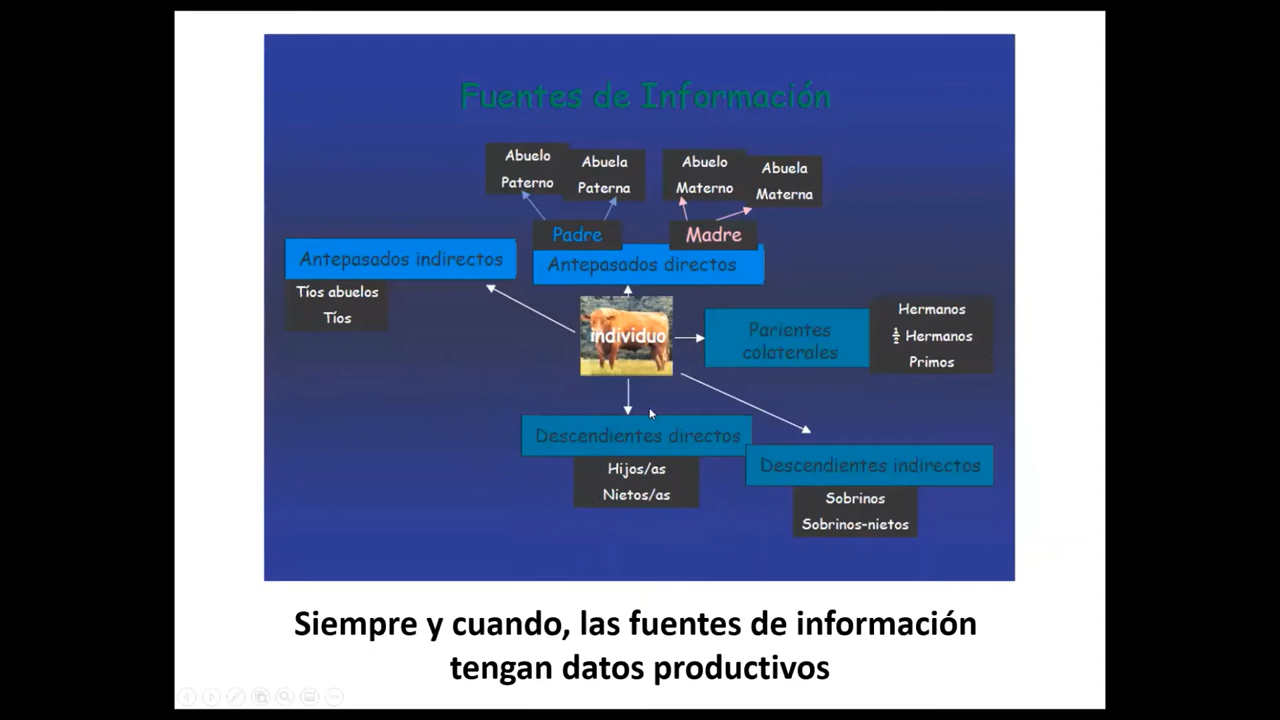 Fuentes de Información
Abuelo
Paterno
Abuela
Paterna
Abuelo
Materno
Abuela
Materna
Padre
Madre
Antepasados indirectos
Tíos abuelos
Tíos
Antepasados directos
individuo
Parientes
colaterales
Hermanos
½ Hermanos
Primos
Descendientes directos
Hijos/as
Nietos/as
Descendientes indirectos
Sobrinos
Sobrinos-nietos
Siempre y cuando, las fuentes de información
tengan datos productivos